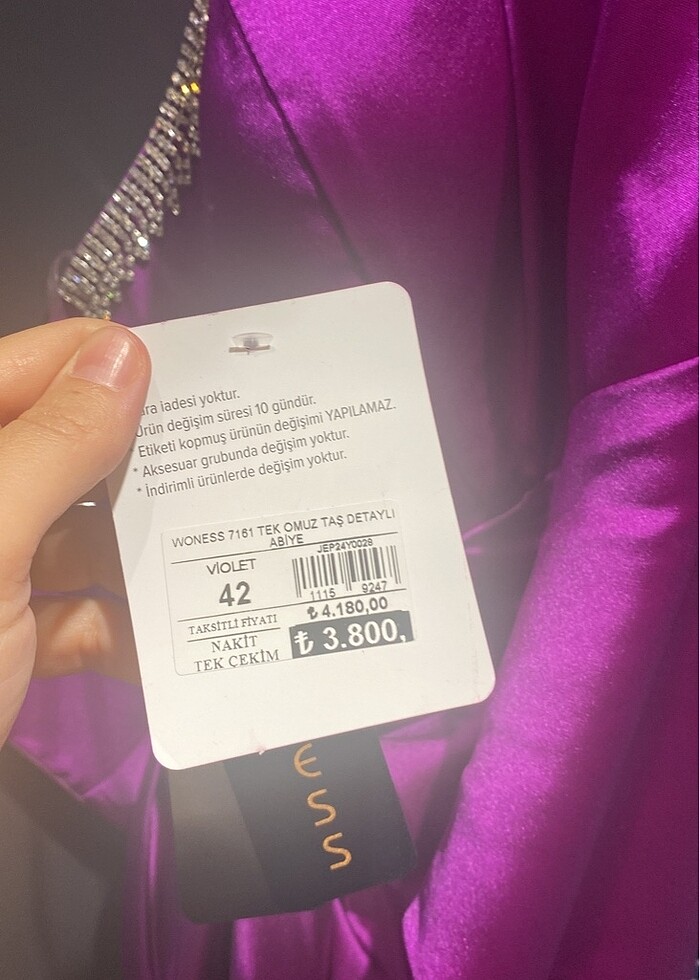 iadesi yoktur.
Ürün değişim süresi 10 gündür.
* Etiketi kopmuş ürünün değişimi YAPILAMAZ.
* Aksesuar grubunda değişim yoktur.
* İndirimli ürünlerde değişim yoktur.
WONESS 7161 TEK OMUZ TAŞ DETAYLI
ABİYE
JEP24Y0028
VİOLET
42
1115 9247
TAKSİTLİ FİYATI
₺ 4.180,00
NAKİT
TEK ÇEKİM
₺ 3.800,
ESS